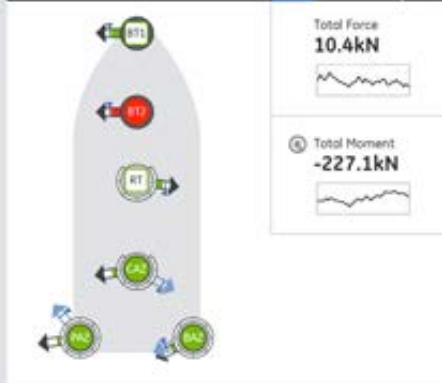 BT1
BT2
RT
CAZ
PAZ
SAZ
Total Force
10.4kN
Total Moment
-227.1kN